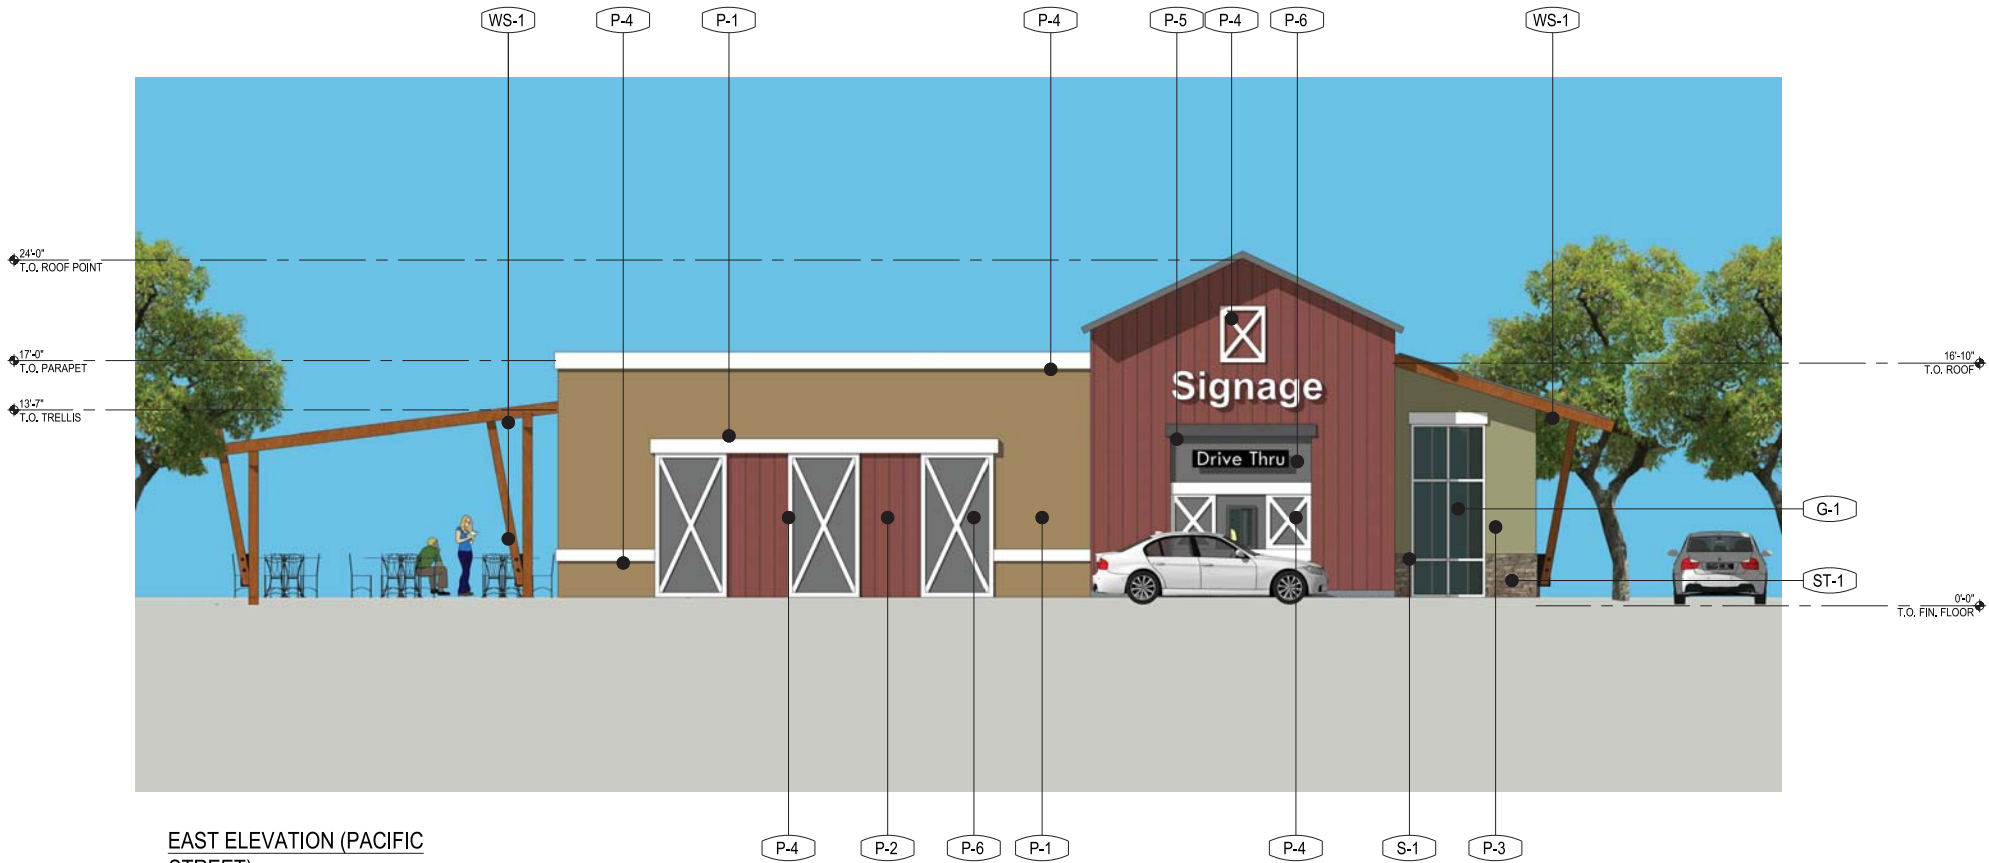 WS-1 P-4 P-1 P-4 P-5 P-4 P-6 WS-1
24'-0"
T.O. ROOF POINT
17'-0"
T.O. PARAPET
16'-10"
T.O. ROOF
13'-7"
T.O. TRELLIS
Signage
Drive Thru
G-1
ST-1
0'-0"
T.O. FIN. FLOOR
P-4 P-2 P-6 P-1 P-4 S-1 P-3
EAST ELEVATION (PACIFIC
STREET)